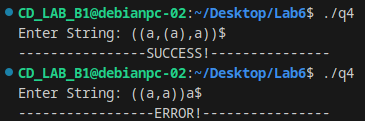 CD_LAB_B1@debianpc-02:~/Desktop/Lab6$ ./q4
Enter String: ((a,(a),a))$
----------------SUCCESS!---------------
CD_LAB_B1@debianpc-02:~/Desktop/Lab6$ ./q4
Enter String: ((a,a))a$
-----------------ERROR!----------------